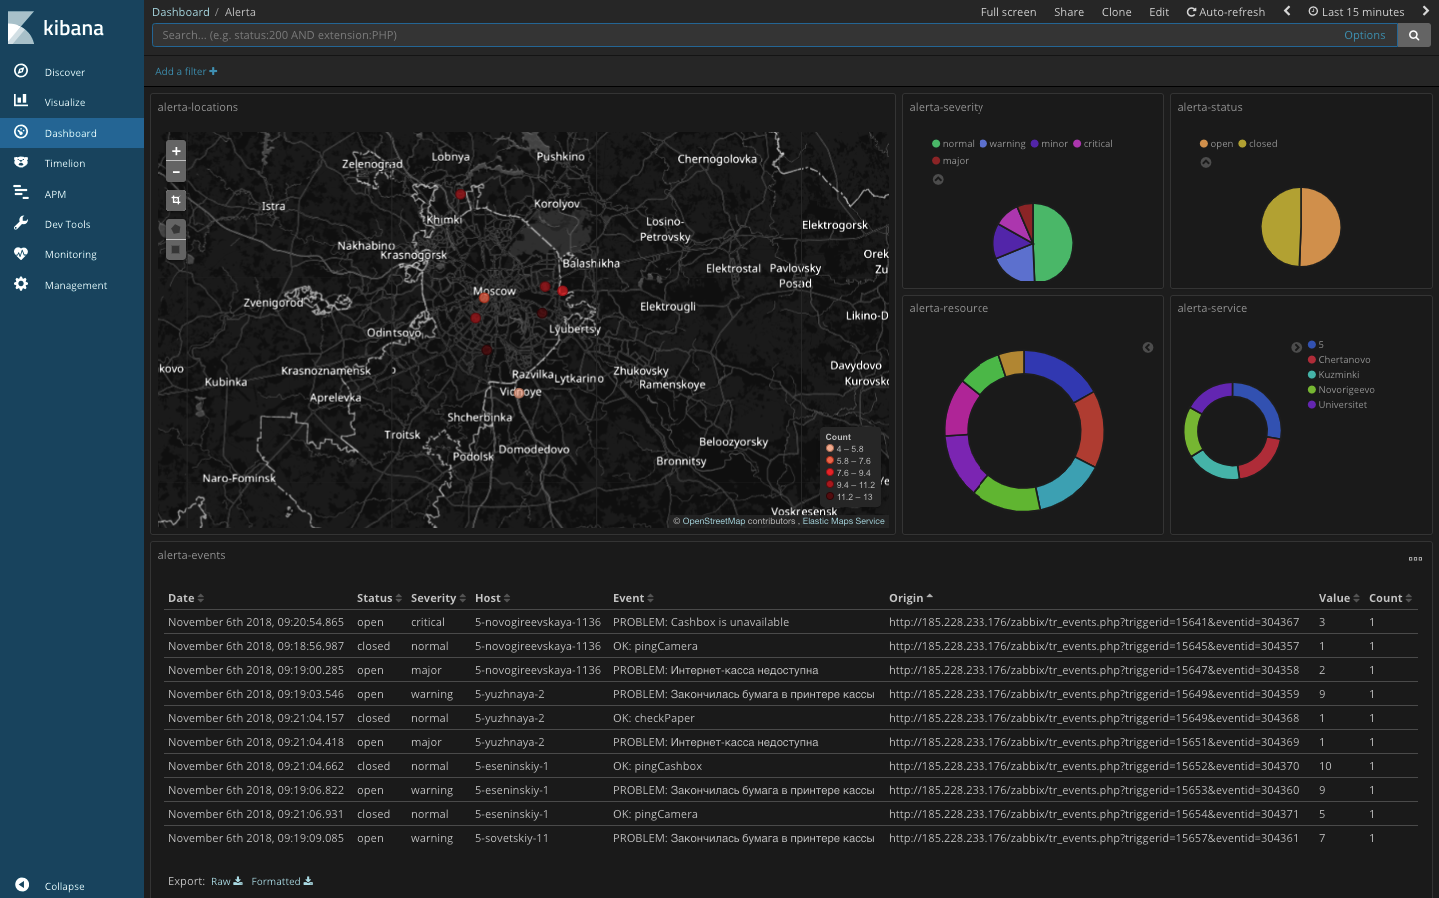 kibana
Discover
Visualize
Dashboard
Timelion
APM
Dev Tools
Monitoring
Management
Collapse
Dashboard / Alerta
Full screen Share Clone Edit Auto-refresh Last 15 minutes
Search... (e.g. status:200 AND extension:PHP)
Options
Add a filter
alerta-locations
Zelenograd
Lobnya
Pushkino
Chernogolovka
Istra
Khimki
Korolyov
Losino-
Petrovsky
Elektrogorsk
Nakhabino
Krasnogorsk
Balashikha
Orek
Zu
Elektrostal
Pavlovsky
Posad
Zvenigorod
Moscow
Elektrougli
Likino-D
Odintsovo
Lyubertsy
kovo
Kubinka
Krasnoznamensk
Razvilka
Lytkarino
Zhukovsky
Ramenskoye
Davydovo
Kurovsko
Vidnoye
Aprelevka
Shcherbinka
Troitsk
Podolsk
Domodedovo
Beloozyorsky
Bronnitsy
Naro-Fominsk
Voskresensk
Count
4 – 5.8
5.8 – 7.6
7.6 – 9.4
9.4 – 11.2
11.2 – 13
© OpenStreetMap contributors , Elastic Maps Service
alerta-severity
normal warning minor critical
major
alerta-status
open closed
alerta-resource
alerta-service
5
Chertanovo
Kuzminki
Novorigeevo
Universitet
alerta-events
Date Status Severity Host Event Origin Value Count
November 6th 2018, 09:20:54.865 open critical 5-novogireevskaya-1136 PROBLEM: Cashbox is unavailable http://185.228.233.176/zabbix/tr_events.php?triggerid=15641&eventid=304367 3 1
November 6th 2018, 09:18:56.987 closed normal 5-novogireevskaya-1136 OK: pingCamera http://185.228.233.176/zabbix/tr_events.php?triggerid=15645&eventid=304357 1 1
November 6th 2018, 09:19:00.285 open major 5-novogireevskaya-1136 PROBLEM: Интернет-касса недоступна http://185.228.233.176/zabbix/tr_events.php?triggerid=15647&eventid=304358 2 1
November 6th 2018, 09:19:03.546 open warning 5-yuzhnaya-2 PROBLEM: Закончилась бумага в принтере кассы http://185.228.233.176/zabbix/tr_events.php?triggerid=15649&eventid=304359 9 1
November 6th 2018, 09:21:04.157 closed normal 5-yuzhnaya-2 OK: checkPaper http://185.228.233.176/zabbix/tr_events.php?triggerid=15649&eventid=304368 1 1
November 6th 2018, 09:21:04.418 open major 5-yuzhnaya-2 PROBLEM: Интернет-касса недоступна http://185.228.233.176/zabbix/tr_events.php?triggerid=15651&eventid=304369 1 1
November 6th 2018, 09:21:04.662 closed normal 5-eseninskiy-1 OK: pingCashbox http://185.228.233.176/zabbix/tr_events.php?triggerid=15652&eventid=304370 10 1
November 6th 2018, 09:19:06.822 open warning 5-eseninskiy-1 PROBLEM: Закончилась бумага в принтере кассы http://185.228.233.176/zabbix/tr_events.php?triggerid=15653&eventid=304360 9 1
November 6th 2018, 09:21:06.931 closed normal 5-eseninskiy-1 OK: pingCamera http://185.228.233.176/zabbix/tr_events.php?triggerid=15654&eventid=304371 5 1
November 6th 2018, 09:19:09.085 open warning 5-sovetskiy-11 PROBLEM: Закончилась бумага в принтере кассы http://185.228.233.176/zabbix/tr_events.php?triggerid=15657&eventid=304361 7 1
Export: Raw Formatted